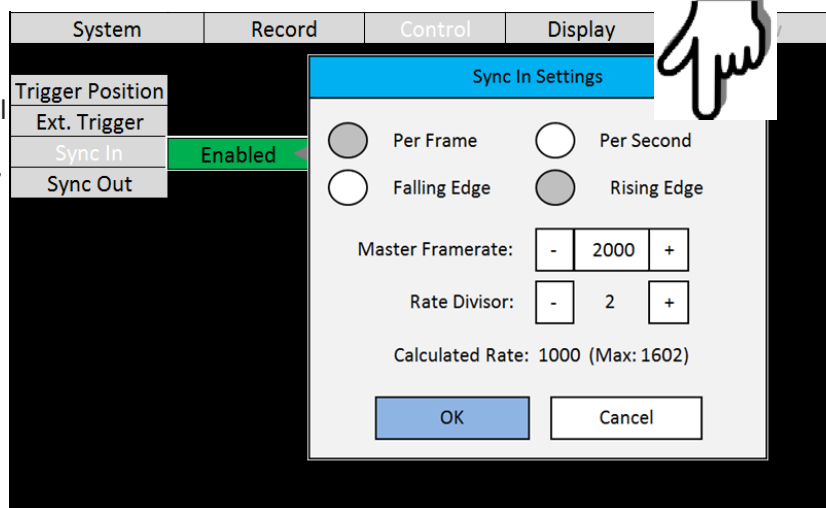 System Record Control Display
Sync In Settings
Trigger Position
Ext. Trigger
Sync In Enabled
Sync Out
Per Frame Per Second
Falling Edge Rising Edge
Master Framerate: - 2000 +
Rate Divisor: - 2 +
Calculated Rate: 1000 (Max: 1602)
OK Cancel